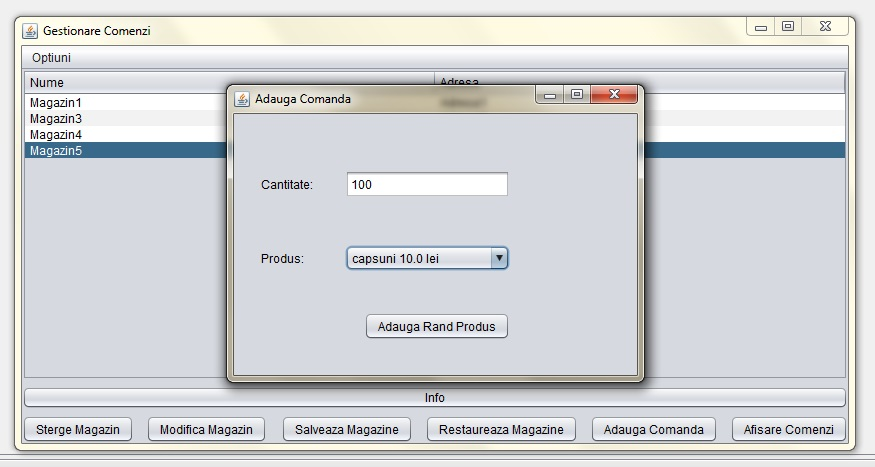 Gestionare Comenzi
Optiuni
Nume Adresa
Magazin1
Magazin3
Magazin4
Magazin5
Adauga Comanda
Cantitate: 100
Produs: capsuni 10.0 lei
Adauga Rand Produs
Info
Sterge Magazin Modifica Magazin Salveaza Magazine Restaureaza Magazine Adauga Comanda Afisare Comenzi